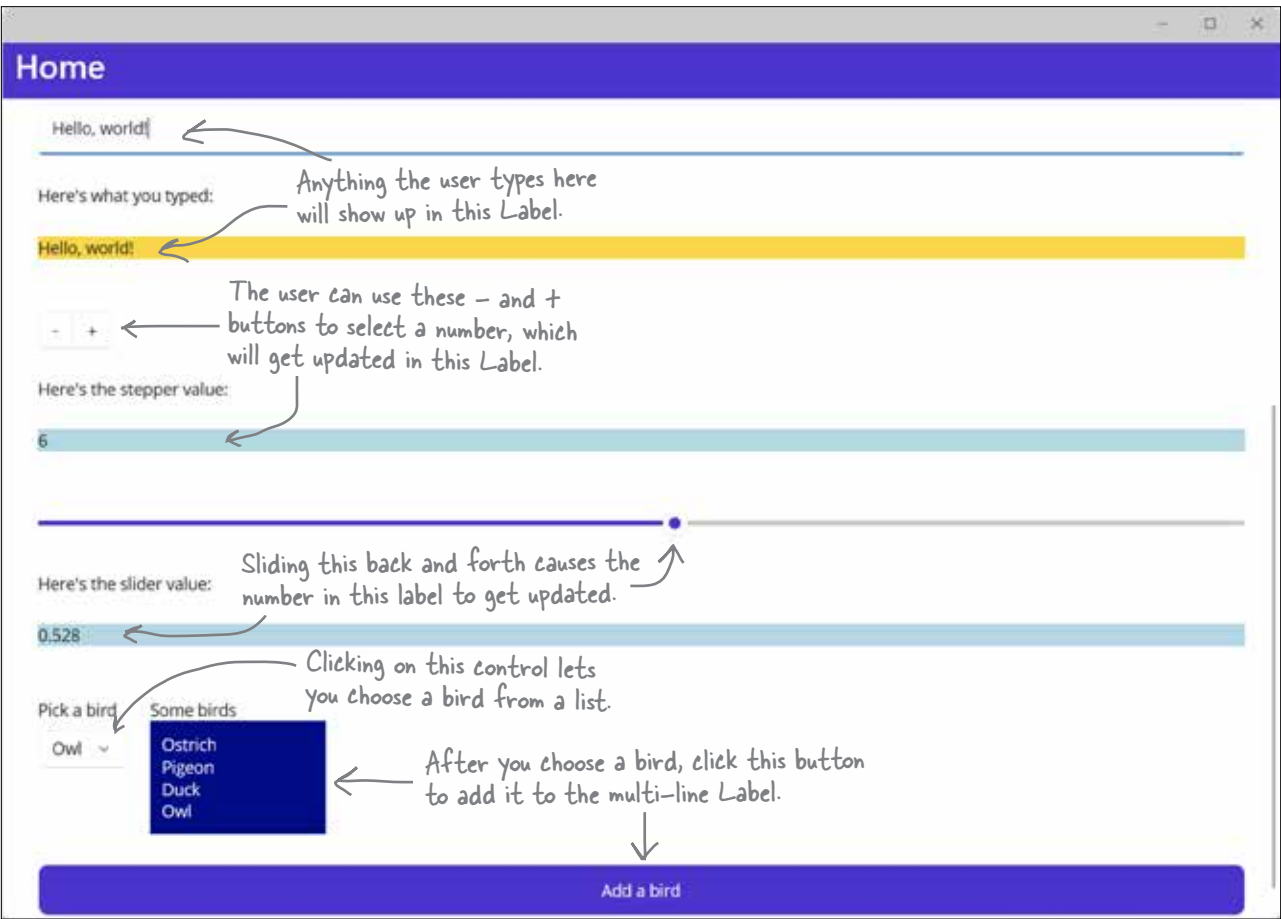 Home
Hello, world!
Anything the user types here
will show up in this Label.
Here's what you typed:
Hello, world!
The user can use these – and +
buttons to select a number, which
will get updated in this Label.
- +
Here's the stepper value:
6
Sliding this back and forth causes the
number in this label to get updated.
Here's the slider value:
0.528
Clicking on this control lets
you choose a bird from a list.
Pick a bird
Some birds
Owl
Ostrich
Pigeon
Duck
Owl
After you choose a bird, click this button
to add it to the multi-line Label.
Add a bird